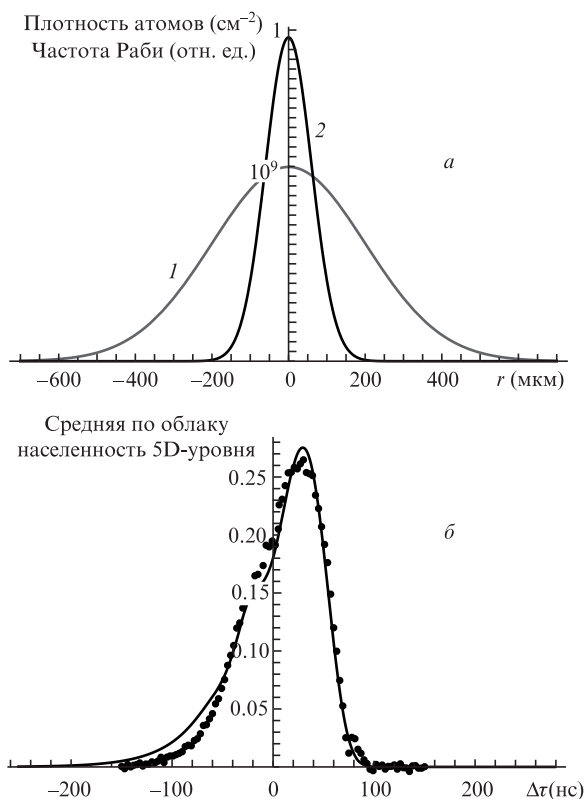 Плотность атомов (см⁻²)
Частота Раби (отн. ед.)
1
2
10⁹
а
1
−600 −400 −200 0 200 400 r (мкм)
Средняя по облаку
населенность 5D-уровня
0.25
б
0.20
0.15
0.10
0.05
−200 −100 0 100 200 Δτ(нс)